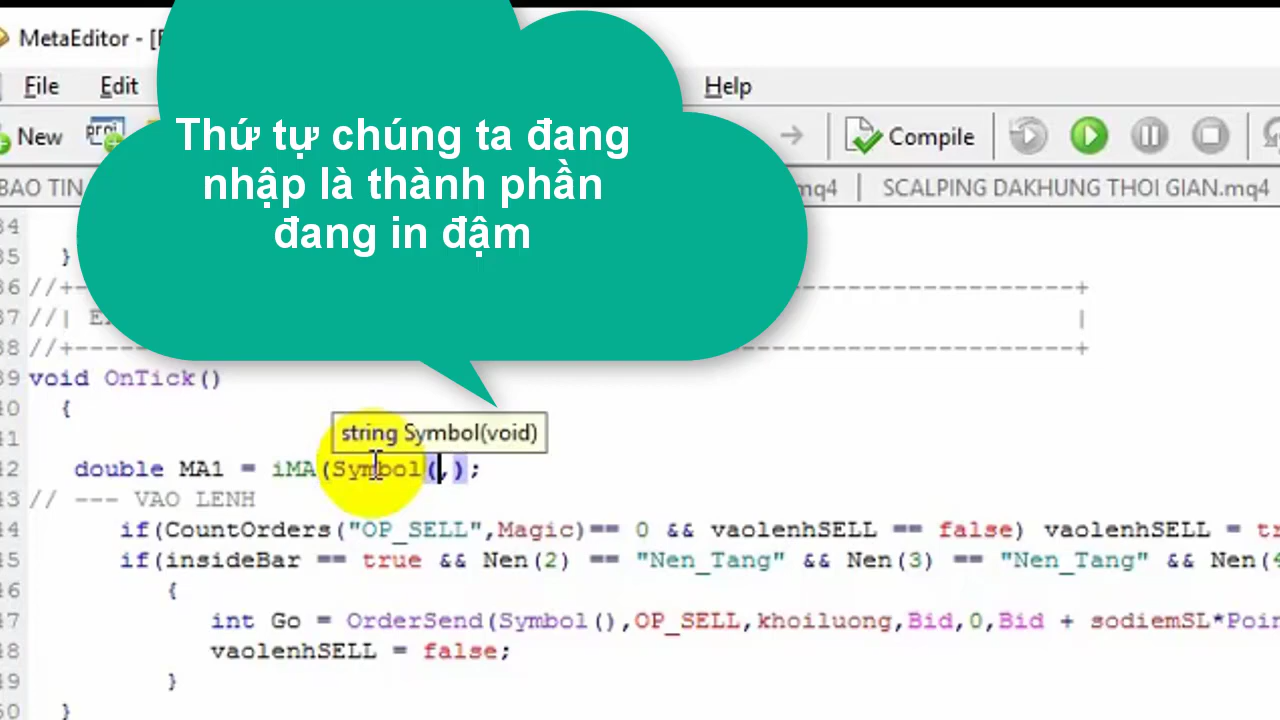 MetaEditor - [
File Edit Help
New Compile
BAO TIN mq4 | SCALPING DAKHUNG THOI GIAN.mq4
Thứ tự chúng ta đang
nhập là thành phần
đang in đậm
34
35 }
36 //+------------------+
37 //| E |
38 //+------------------+
39 void OnTick()
40 {
string Symbol(void)
41
42 double MA1 = iMA(Symbol(,);
43 // --- VAO LENH
44 if(CountOrders("OP_SELL",Magic)== 0 && vaolenhSELL == false) vaolenhSELL =
45 if(insideBar == true && Nen(2) == "Nen_Tang" && Nen(3) == "Nen_Tang" && Nen(4
46 {
47 int Go = OrderSend(Symbol(),OP_SELL,khoiluong,Bid,0,Bid + sodiemSL*Poin
48 vaolenhSELL = false;
49 }
50 }